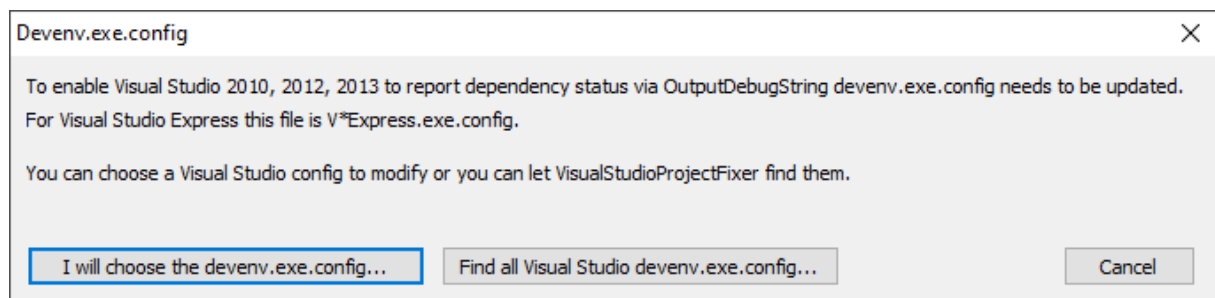 Devenv.exe.config
To enable Visual Studio 2010, 2012, 2013 to report dependency status via OutputDebugString devenv.exe.config needs to be updated.
For Visual Studio Express this file is V*Express.exe.config.
You can choose a Visual Studio config to modify or you can let VisualStudioProjectFixer find them.
I will choose the devenv.exe.config... Find all Visual Studio devenv.exe.config... Cancel